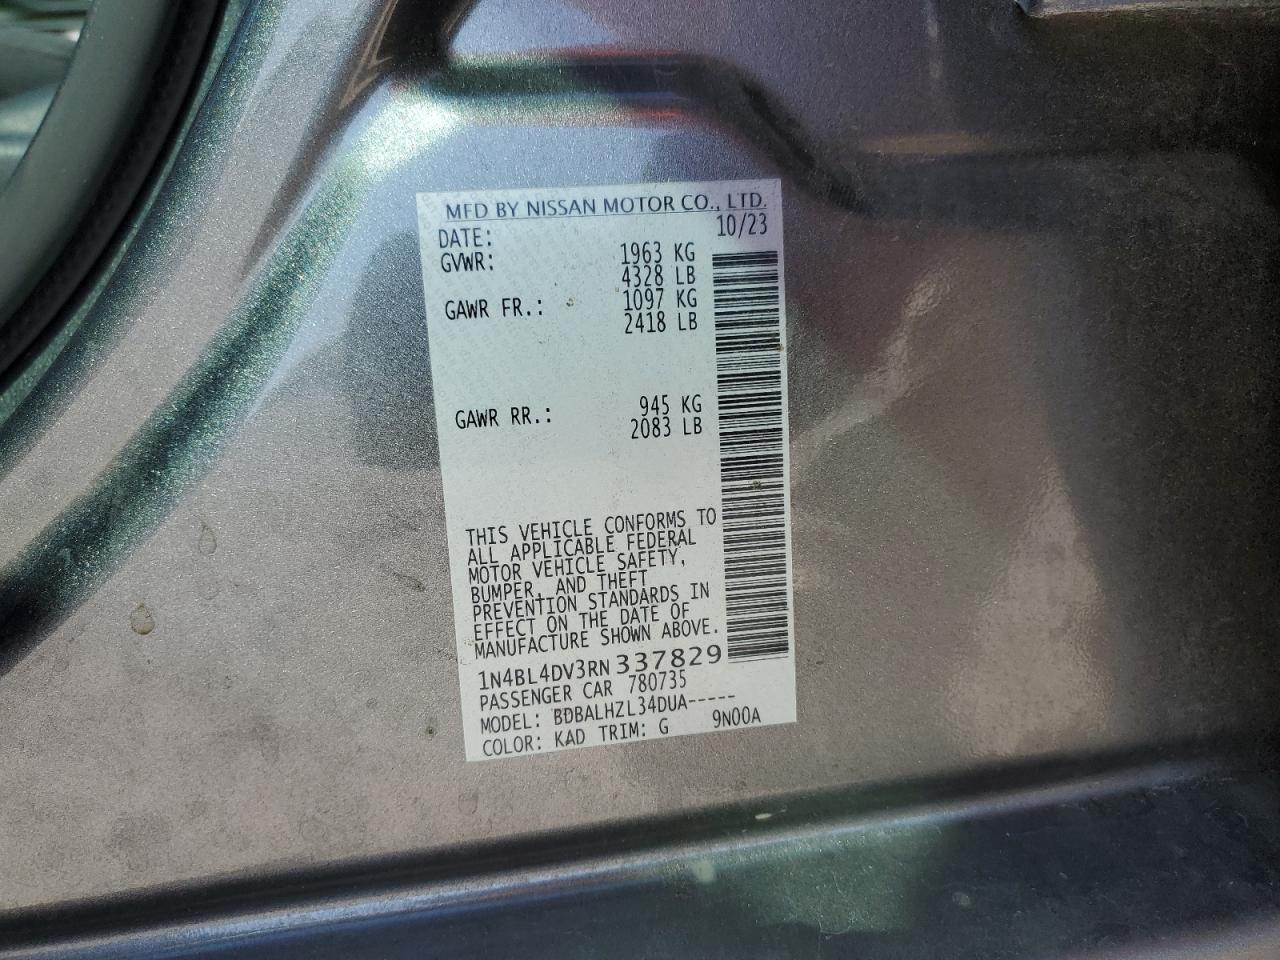 MFD BY NISSAN MOTOR CO., LTD.
DATE: 10/23
GVWR: 1963 KG
4328 LB
GAWR FR.: 1097 KG
2418 LB
GAWR RR.: 945 KG
2083 LB
THIS VEHICLE CONFORMS TO
ALL APPLICABLE FEDERAL
MOTOR VEHICLE SAFETY,
BUMPER, AND THEFT
PREVENTION STANDARDS IN
EFFECT ON THE DATE OF
MANUFACTURE SHOWN ABOVE.
1N4BL4DV3RN337829
PASSENGER CAR 780735
MODEL: BDBALHZL34DUA-----
COLOR: KAD TRIM: G 9N00A